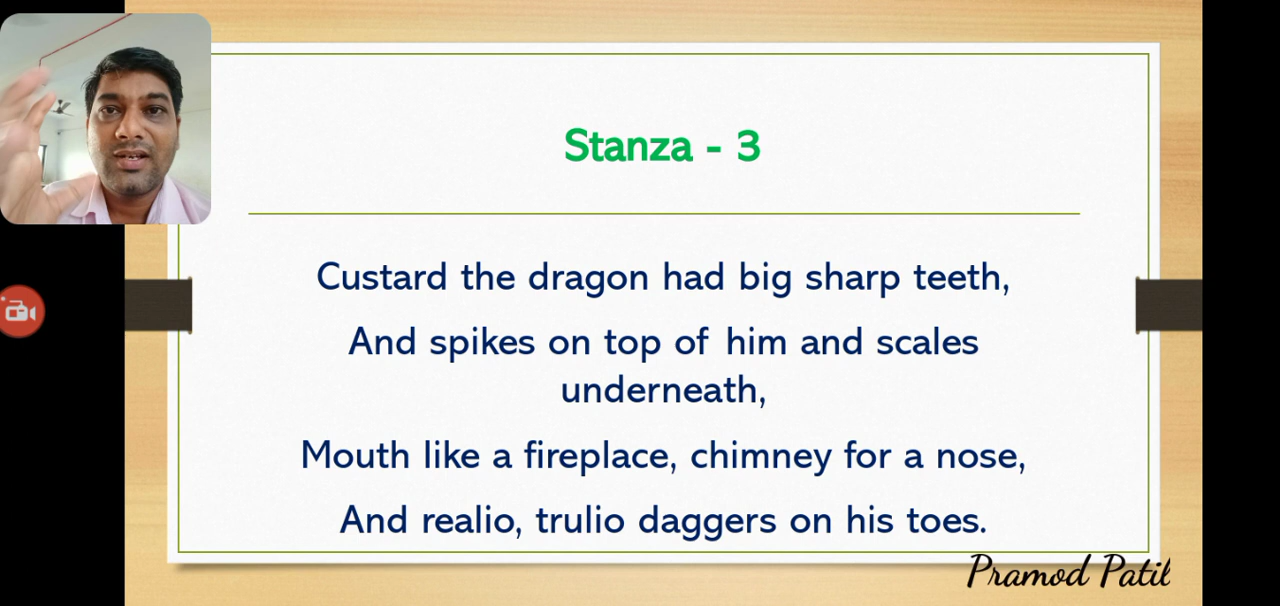 Stanza - 3
Custard the dragon had big sharp teeth,
And spikes on top of him and scales
underneath,
Mouth like a fireplace, chimney for a nose,
And realio, trulio daggers on his toes.
Pramod Patil